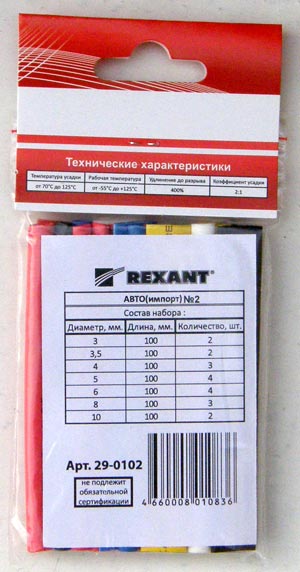 Технические характеристики
Температура усадки Рабочая температура Удлинение до разрыва Коэффициент усадки
от 70°С до 125°С от -55°С до +125°С 400% 2:1
REXANT®
АВТО(импорт) №2
Состав набора :
Диаметр, мм. Длина, мм. Количество, шт.
3 100 2
3,5 100 2
4 100 3
5 100 4
6 100 4
8 100 3
10 100 2
Арт. 29-0102
не подлежит
обязательной
сертификации
4 660008 010836